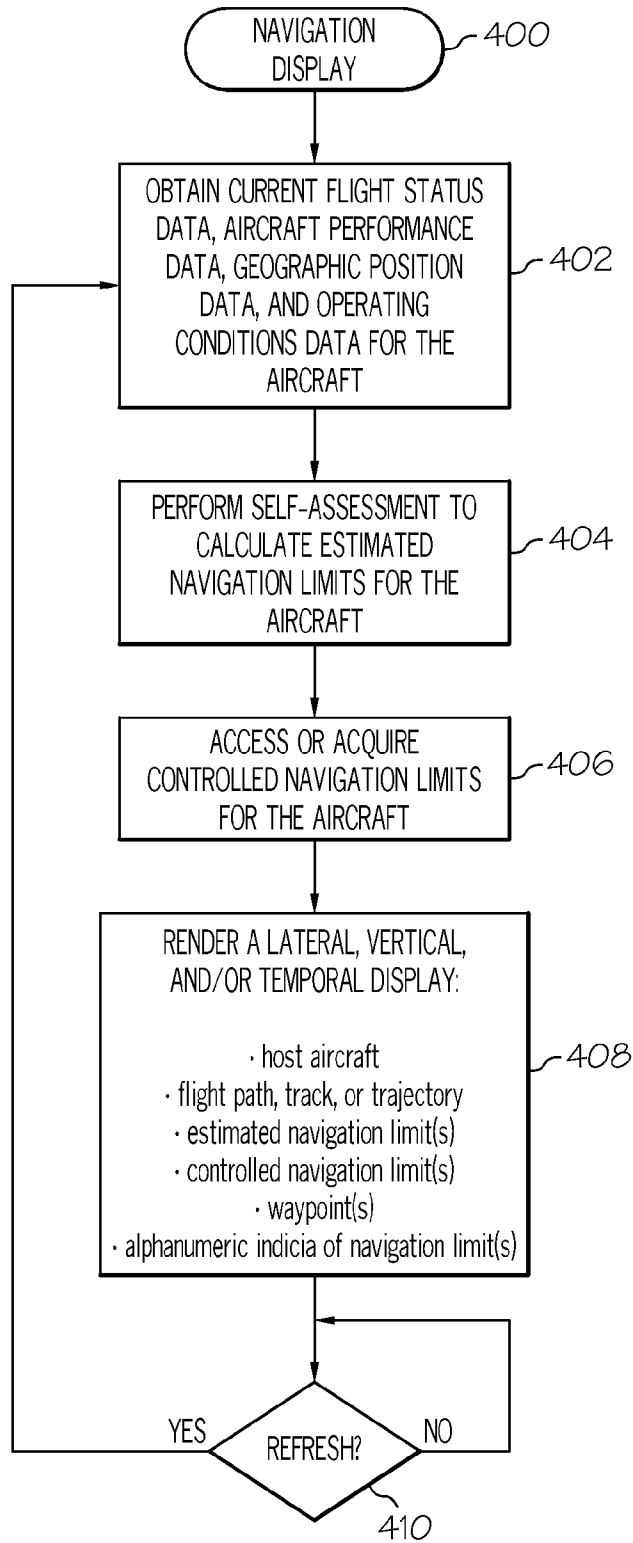 NAVIGATION
DISPLAY
400
OBTAIN CURRENT FLIGHT STATUS
DATA, AIRCRAFT PERFORMANCE
DATA, GEOGRAPHIC POSITION
DATA, AND OPERATING
CONDITIONS DATA FOR THE
AIRCRAFT
402
PERFORM SELF-ASSESSMENT TO
CALCULATE ESTIMATED
NAVIGATION LIMITS FOR THE
AIRCRAFT
404
ACCESS OR ACQUIRE
CONTROLLED NAVIGATION LIMITS
FOR THE AIRCRAFT
406
RENDER A LATERAL, VERTICAL,
AND/OR TEMPORAL DISPLAY:
· host aircraft
· flight path, track, or trajectory
· estimated navigation limit(s)
· controlled navigation limit(s)
· waypoint(s)
· alphanumeric indicia of navigation limit(s)
408
YES
REFRESH?
NO
410